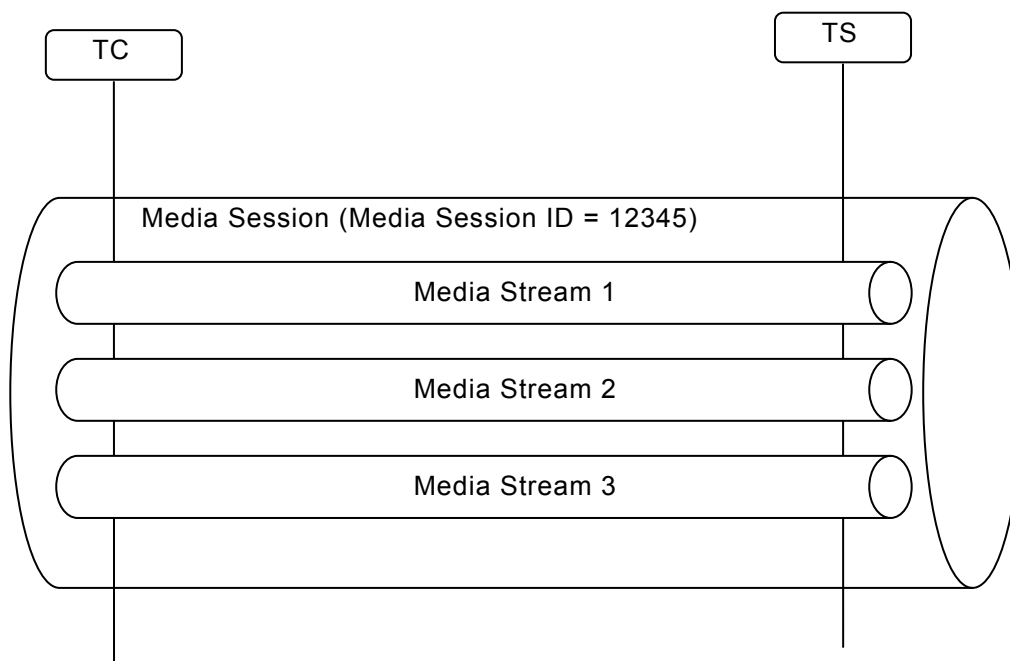 TC
TS
Media Session (Media Session ID = 12345)
Media Stream 1
Media Stream 2
Media Stream 3